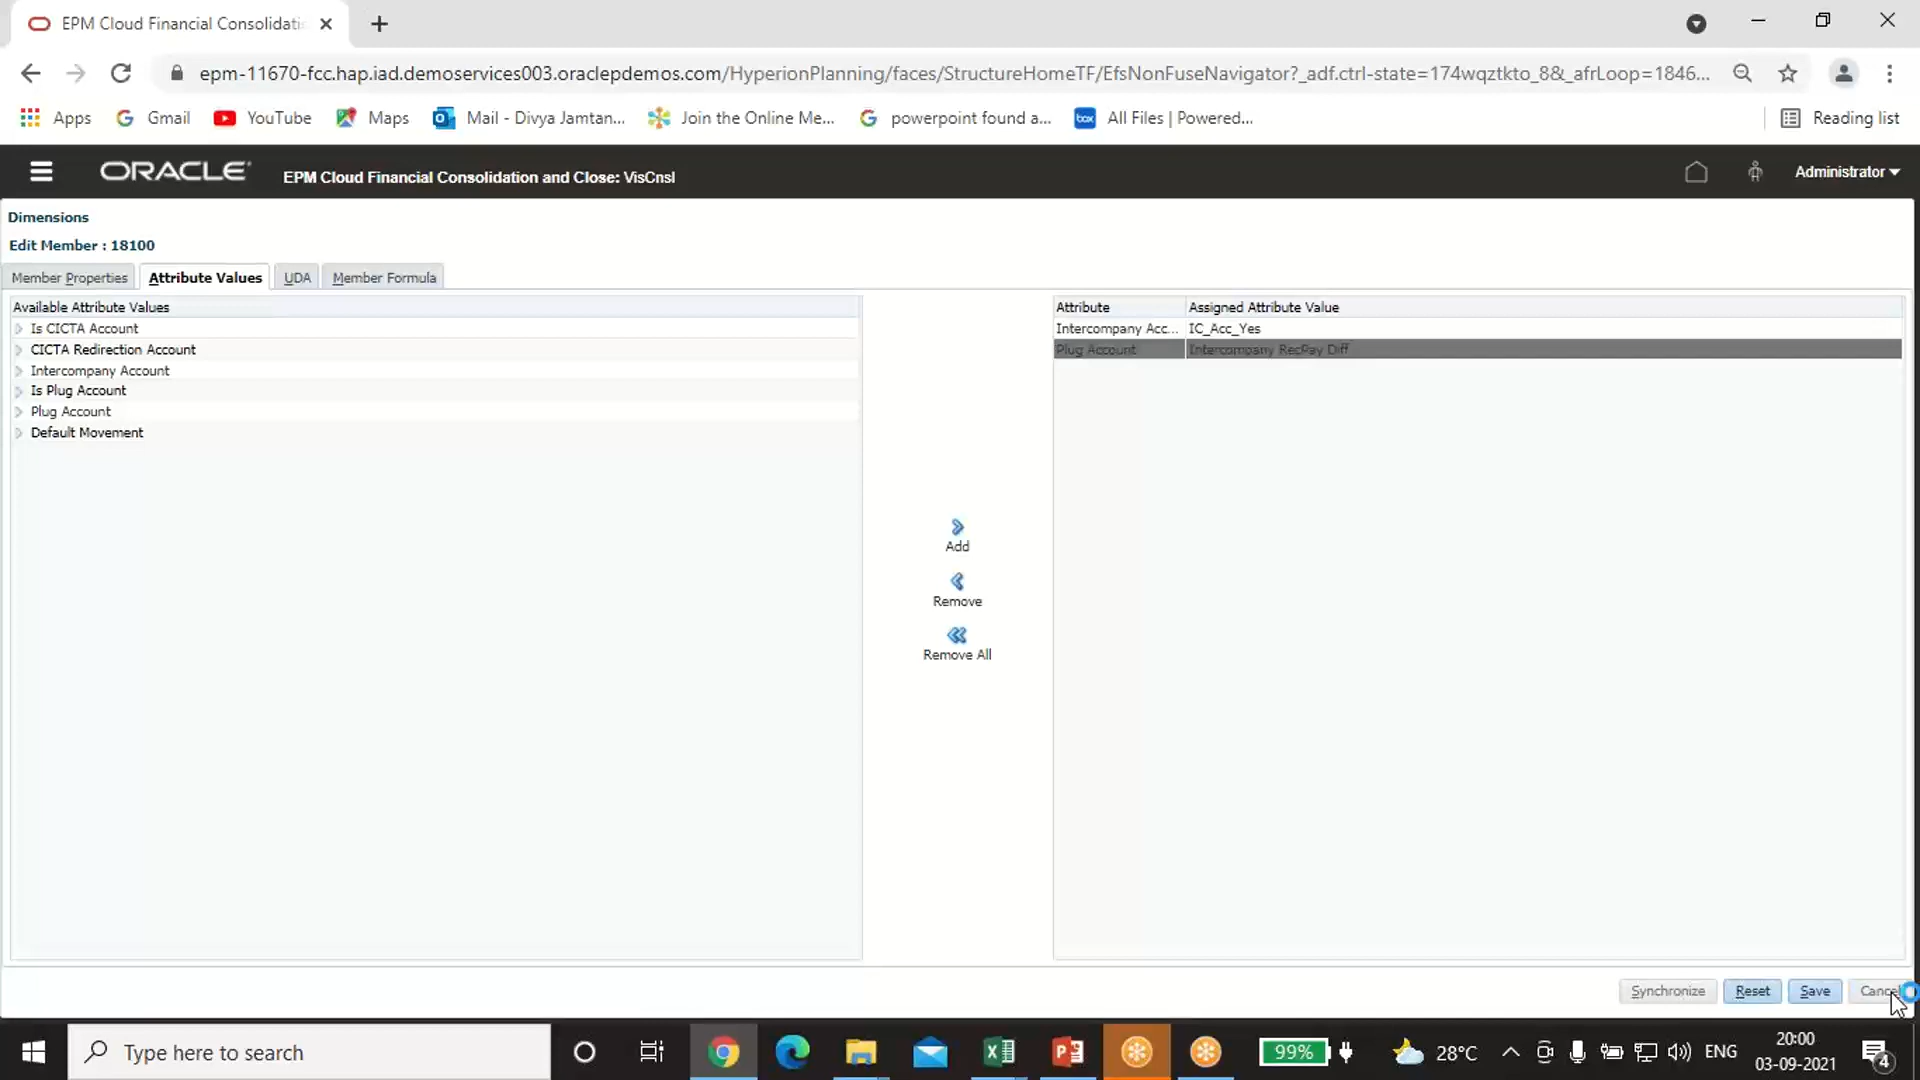 EPM Cloud Financial Consolidatio
epm-11670-fcc.hap.iad.demoservices003.oraclepdemos.com/HyperionPlanning/faces/StructureHomeTF/EfsNonFuseNavigator?_adf.ctrl-state=174wqztkto_8&_afrLoop=1846...
Apps Gmail YouTube Maps Mail - Divya Jamtan... Join the Online Me... powerpoint found a... box All Files | Powered... Reading list
ORACLE EPM Cloud Financial Consolidation and Close: VisCnsl Administrator
Dimensions
Edit Member : 18100
Member Properties Attribute Values UDA Member Formula
Available Attribute Values Attribute Assigned Attribute Value
Is CICTA Account Intercompany Acc... IC_Acc_Yes
CICTA Redirection Account Plug Account Intercompany RecPay Diff
Intercompany Account
Is Plug Account
Plug Account
Default Movement
Add
Remove
Remove All
Synchronize Reset Save Cancel
Type here to search 99% 28°C ENG 20:00
03-09-2021 4